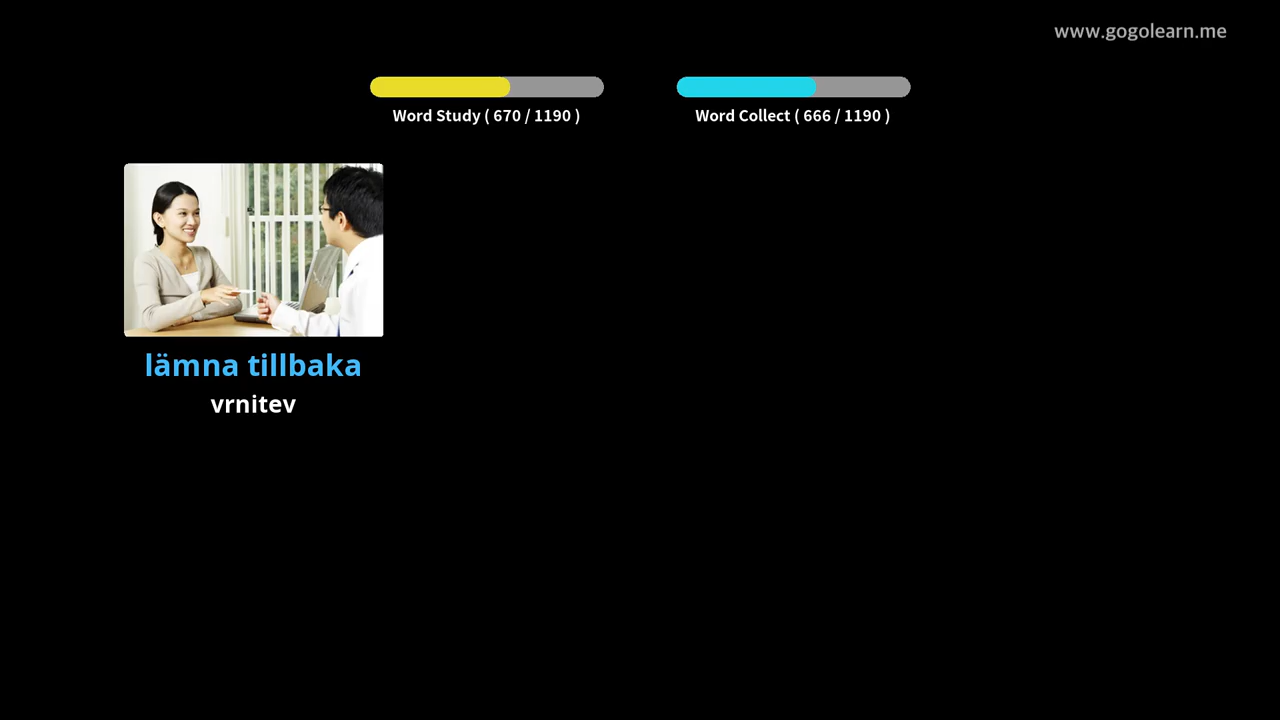 www.gogolearn.me
Word Study ( 670 / 1190 )
Word Collect ( 666 / 1190 )
lämna tillbaka
vrnitev